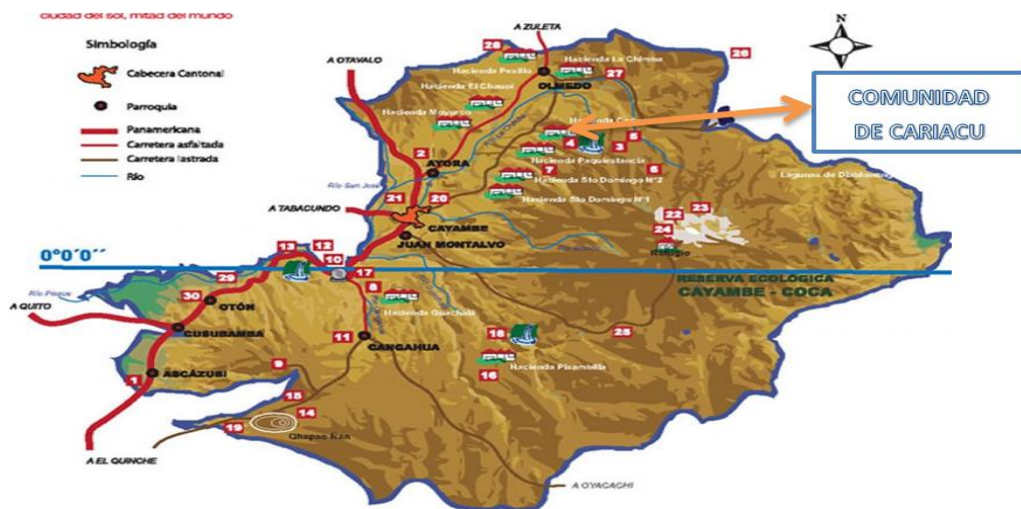 ciudad del sol, mitad del mundo
Simbología
Cabecera Cantonal
Parroquia
Panamericana
Carretera asfaltada
Carretera lastrada
Río
N
COMUNIDAD
DE CARIACU
A ZULETA
A OTAVALO
28
26
Hacienda La Chimba
Hacienda Pesillo
27
OLMEDO
Hacienda El Chaupi
Hacienda Moyurco
4
5
3
2
Hacienda Paquiestancia
AYORA
7
6
Hacienda Sto Domingo Nº2
Río San José
21
20
Hacienda Sto Domingo Nº1
A TABACUNDO
CAYAMBE
22
23
JUAN MONTALVO
24
Refugio
0°0´0´´
13
12
10
17
RESERVA ECOLÓGICA
CAYAMBE - COCA
29
8
Río Pisque
30
OTÓN
Hacienda Guachalá
A QUITO
CUSUBAMBA
11
CANGAHUA
18
25
Hacienda Pisambilla
16
9
1
ASCÁZUBI
15
14
19
Qhapac Ñan
A EL QUINCHE
A OYACACHI